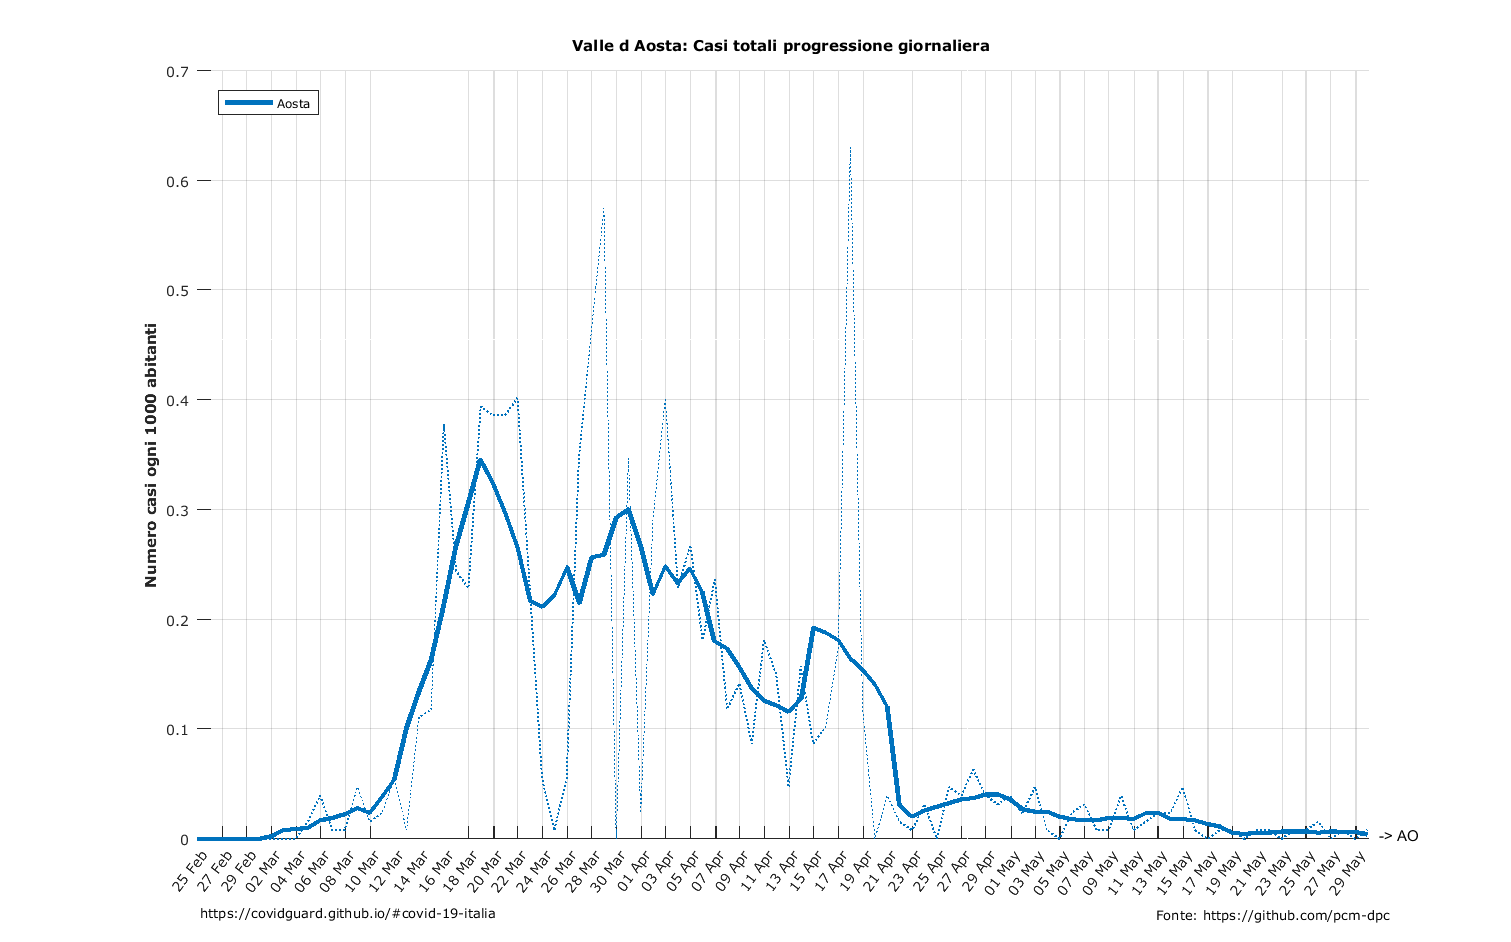 Valle d Aosta: Casi totali progressione giornaliera
Aosta
Numero casi ogni 1000 abitanti
0.7
0.6
0.5
0.4
0.3
0.2
0.1
0
25 Feb
27 Feb
29 Feb
02 Mar
04 Mar
06 Mar
08 Mar
10 Mar
12 Mar
14 Mar
16 Mar
18 Mar
20 Mar
22 Mar
24 Mar
26 Mar
28 Mar
30 Mar
01 Apr
03 Apr
05 Apr
07 Apr
09 Apr
11 Apr
13 Apr
15 Apr
17 Apr
19 Apr
21 Apr
23 Apr
25 Apr
27 Apr
29 Apr
01 May
03 May
05 May
07 May
09 May
11 May
13 May
15 May
17 May
19 May
21 May
23 May
25 May
27 May
29 May
-> AO
https://covidguard.github.io/#covid-19-italia
Fonte: https://github.com/pcm-dpc